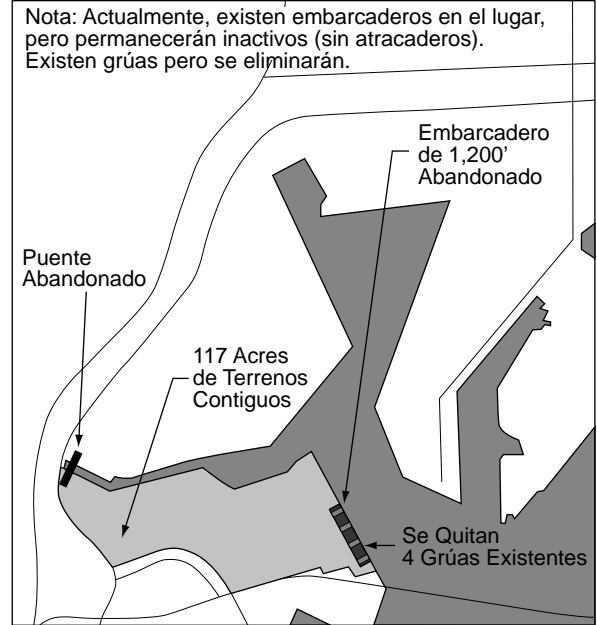 Nota: Actualmente, existen embarcaderos en el lugar,
pero permanecerán inactivos (sin atracaderos).
Existen grúas pero se eliminarán.
Embarcadero
de 1,200'
Abandonado
Puente
Abandonado
117 Acres
de Terrenos
Contiguos
Se Quitan
4 Grúas Existentes